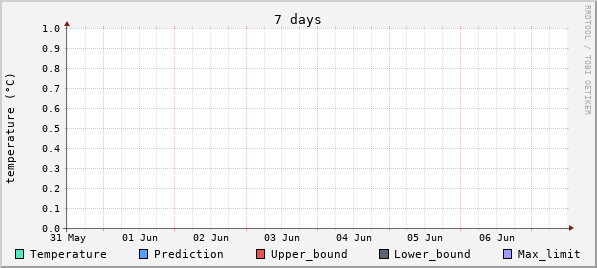 7 days
RRDTOOL / TOBI OETIKER
temperature (°C)
1.0
0.9
0.8
0.7
0.6
0.5
0.4
0.3
0.2
0.1
0.0
31 May 01 Jun 02 Jun 03 Jun 04 Jun 05 Jun 06 Jun
Temperature Prediction Upper_bound Lower_bound Max_limit